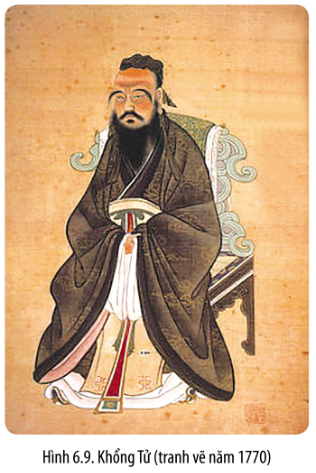 Hình 6.9. Khổng Tử (tranh vẽ năm 1770)